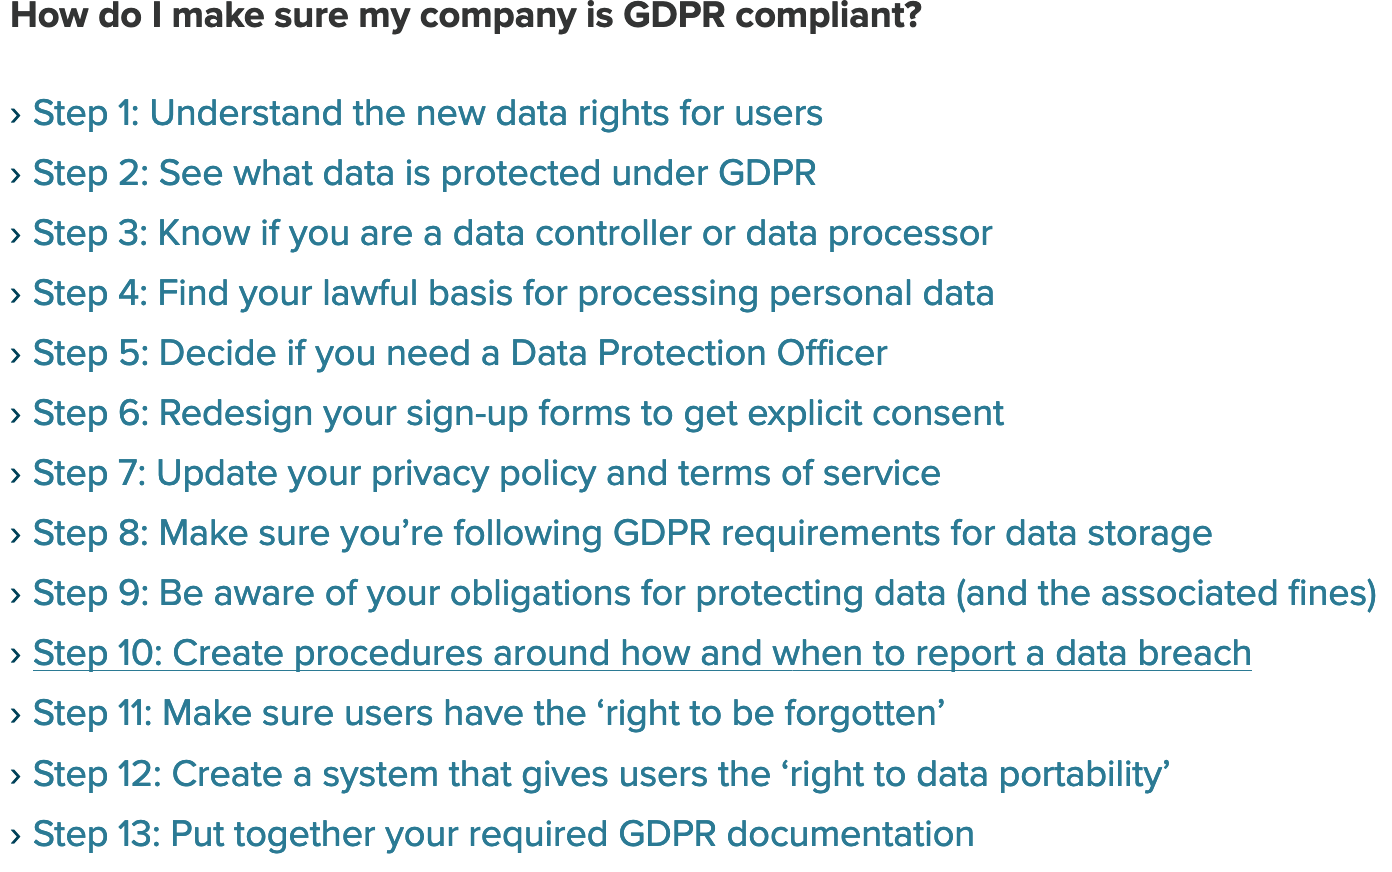 How do I make sure my company is GDPR compliant?
› Step 1: Understand the new data rights for users
› Step 2: See what data is protected under GDPR
› Step 3: Know if you are a data controller or data processor
› Step 4: Find your lawful basis for processing personal data
› Step 5: Decide if you need a Data Protection Officer
› Step 6: Redesign your sign-up forms to get explicit consent
› Step 7: Update your privacy policy and terms of service
› Step 8: Make sure you’re following GDPR requirements for data storage
› Step 9: Be aware of your obligations for protecting data (and the associated fines)
› Step 10: Create procedures around how and when to report a data breach
› Step 11: Make sure users have the ‘right to be forgotten’
› Step 12: Create a system that gives users the ‘right to data portability’
› Step 13: Put together your required GDPR documentation